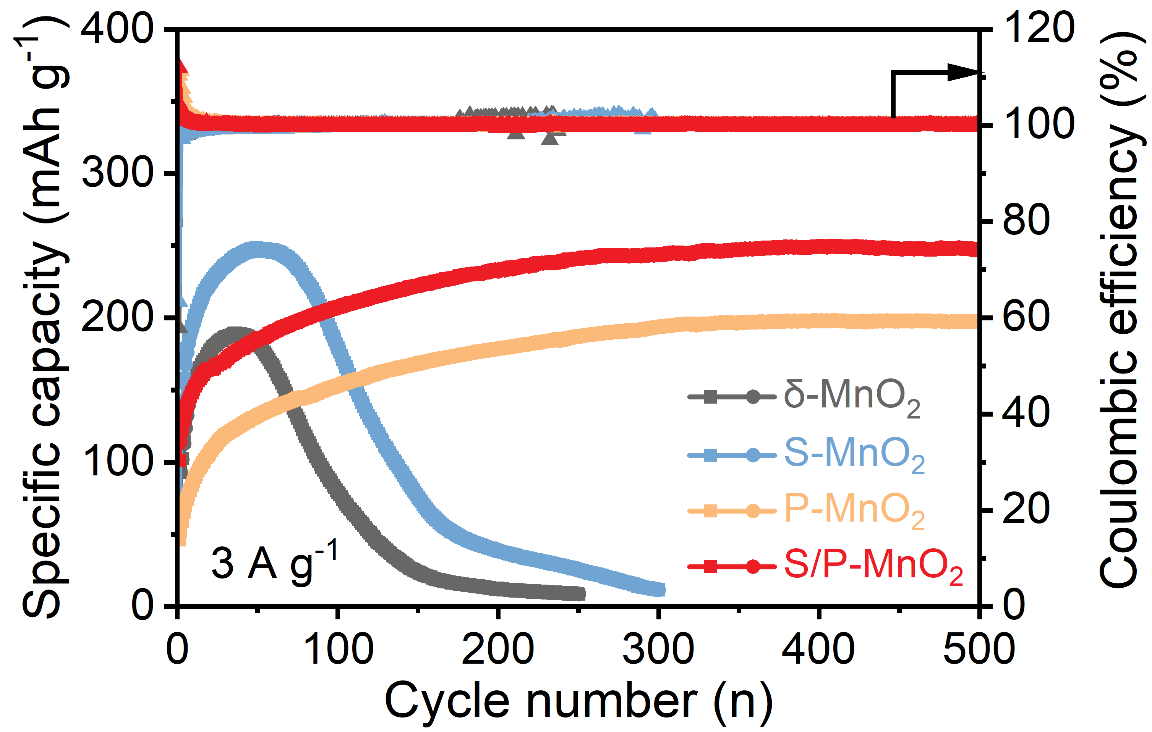 400
300
200
100
0
Specific capacity (mAh g⁻¹)
120
100
80
60
40
20
0
Coulombic efficiency (%)
δ-MnO₂
S-MnO₂
P-MnO₂
S/P-MnO₂
3 A g⁻¹
0 100 200 300 400 500
Cycle number (n)